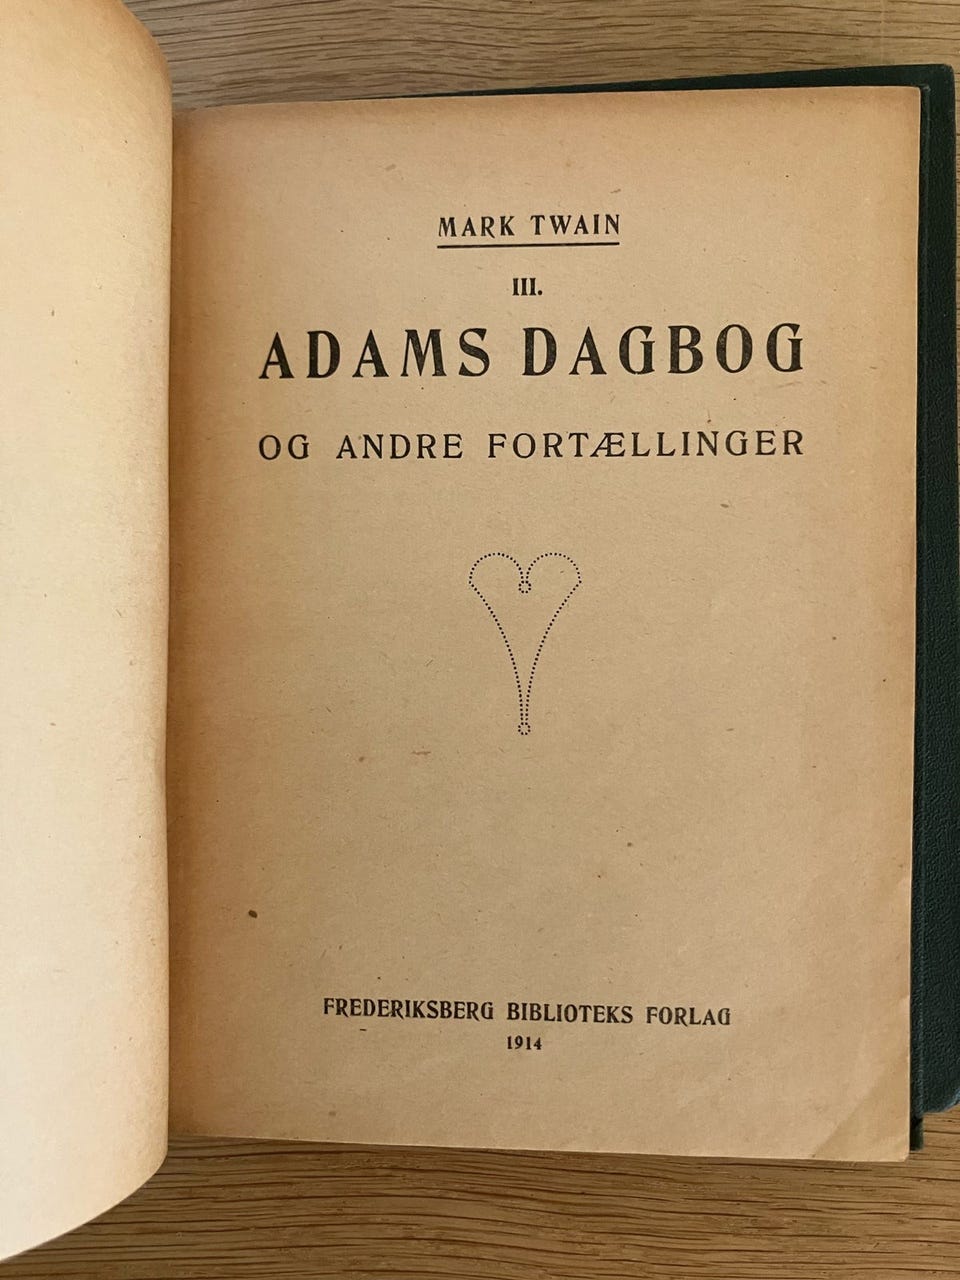 MARK TWAIN
III.
ADAMS DAGBOG
OG ANDRE FORTÆLLINGER
FREDERIKSBERG BIBLIOTEKS FORLAG
1914